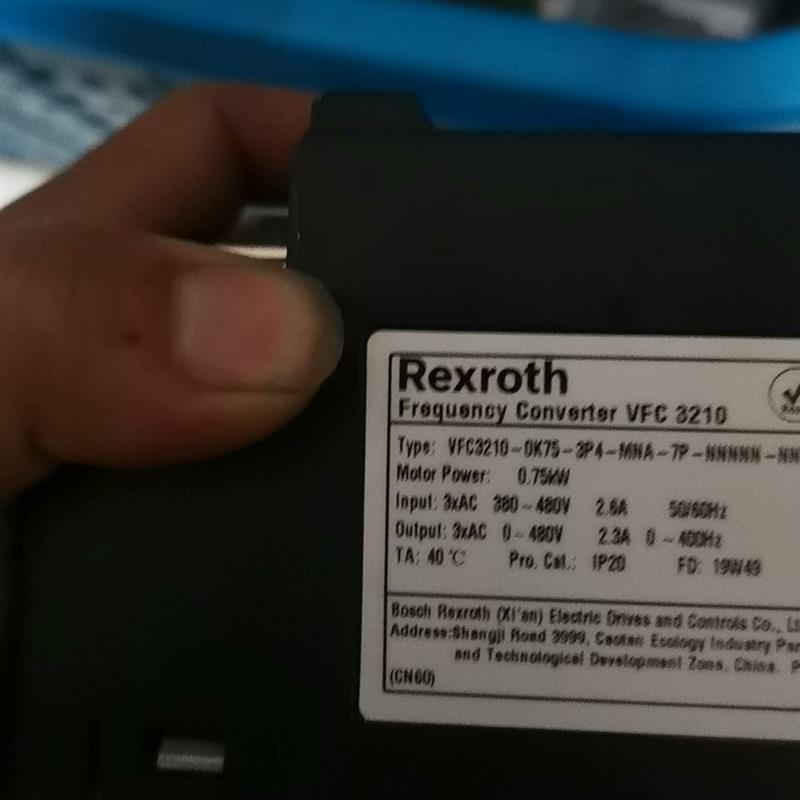 Rexroth
Frequency Converter VFC 3210
Type: VFC3210-0K75-3P4-MNA-7P-NNNNN-NN
Motor Power: 0.75kW
Input: 3xAC 380~480V 2.6A 50/60Hz
Output: 3xAC 0~480V 2.3A 0~400Hz
TA: 40℃ Pro. Cat.: IP20 FD: 19W49
Bosch Rexroth (Xi'an) Electric Drives and Controls Co.,
Address:Shangji Road 3999, Caotan Ecology Industry
and Technological Development Zone, China.
(CN60)